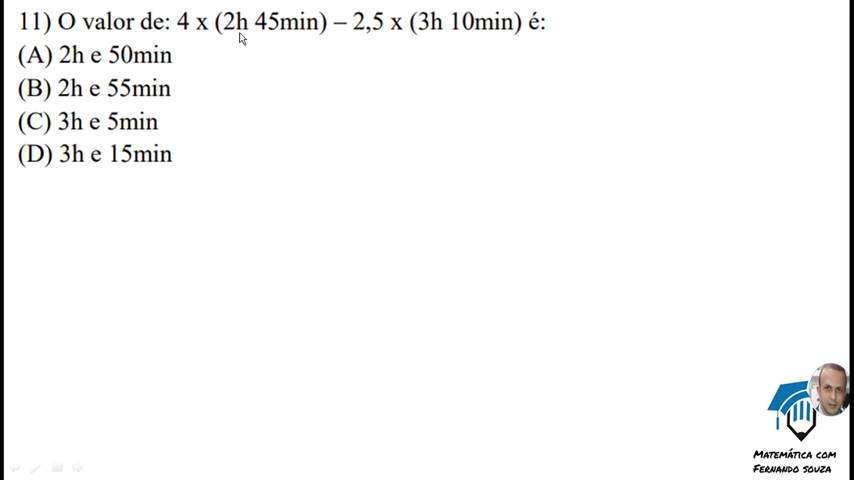 11) O valor de: 4 x (2h 45min) – 2,5 x (3h 10min) é:
(A) 2h e 50min
(B) 2h e 55min
(C) 3h e 5min
(D) 3h e 15min
Matemática com
Fernando Souza